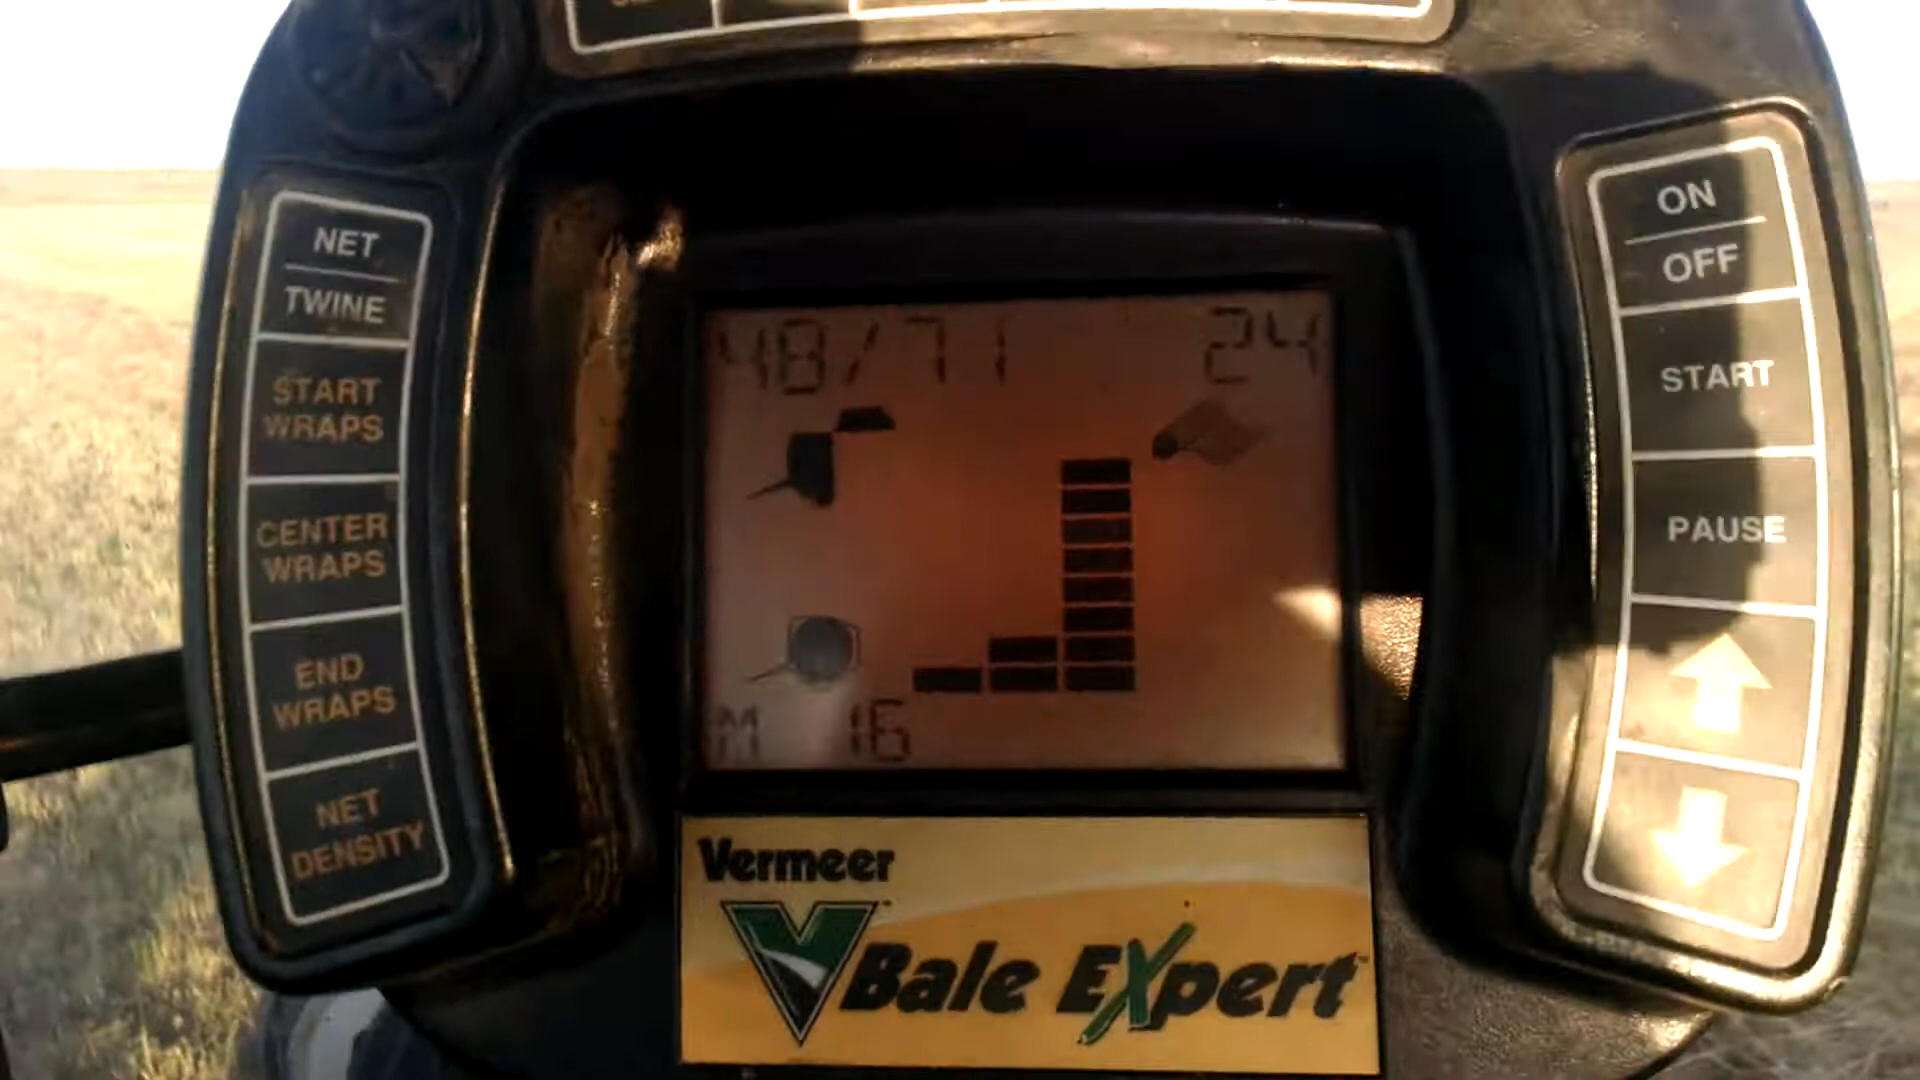 NET
TWINE
START
WRAPS
CENTER
WRAPS
END
WRAPS
NET
DENSITY
48/71 24
M 16
Vermeer
Bale Expert
ON
OFF
START
PAUSE